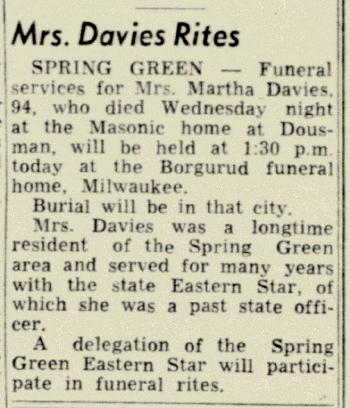 Mrs. Davies Rites
SPRING GREEN — Funeral
services for Mrs. Martha Davies,
94, who died Wednesday night
at the Masonic home at Dous-
man, will be held at 1:30 p.m.
today at the Borgurud funeral
home, Milwaukee.
Burial will be in that city.
Mrs. Davies was a longtime
resident of the Spring Green
area and served for many years
with the state Eastern Star, of
which she was a past state offi-
cer.
A delegation of the Spring
Green Eastern Star will partici-
pate in funeral rites.